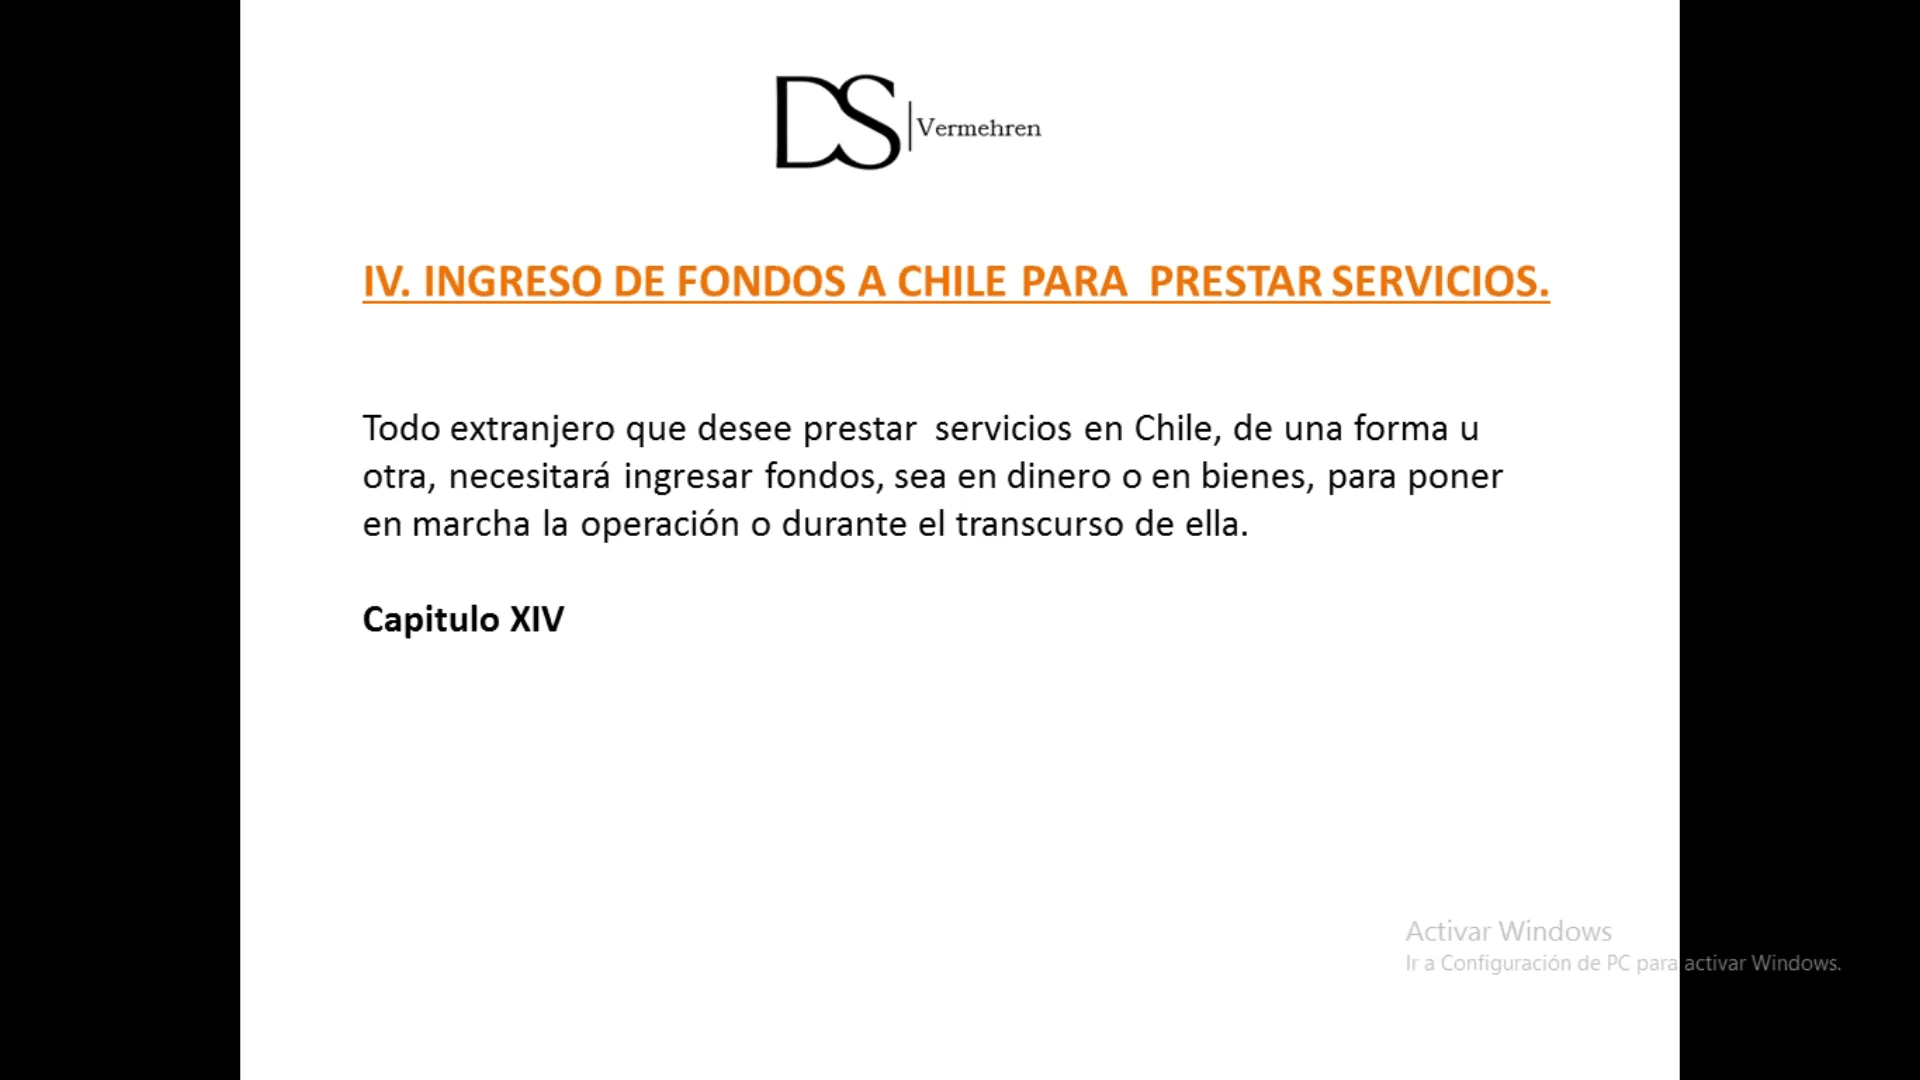 DS Vermehren
IV. INGRESO DE FONDOS A CHILE PARA PRESTAR SERVICIOS.
Todo extranjero que desee prestar servicios en Chile, de una forma u
otra, necesitará ingresar fondos, sea en dinero o en bienes, para poner
en marcha la operación o durante el transcurso de ella.
Capitulo XIV
Activar Windows
Ir a Configuración de PC para activar Windows.